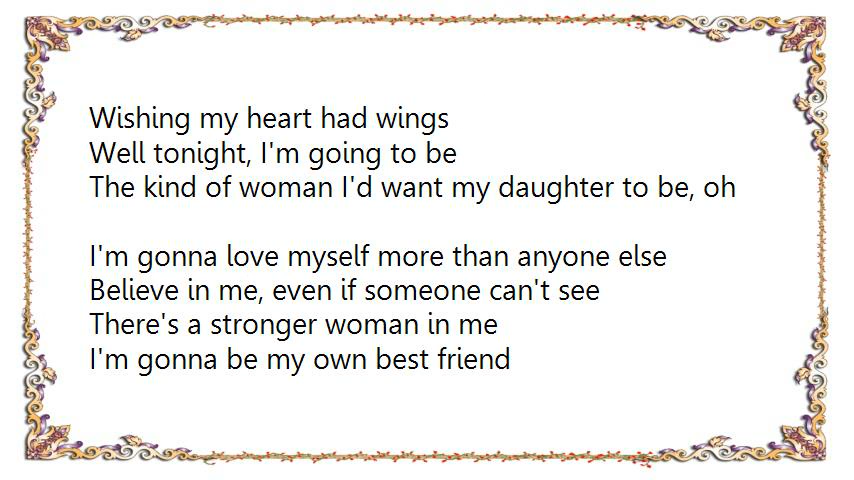 Wishing my heart had wings
Well tonight, I'm going to be
The kind of woman I'd want my daughter to be, oh
I'm gonna love myself more than anyone else
Believe in me, even if someone can't see
There's a stronger woman in me
I'm gonna be my own best friend